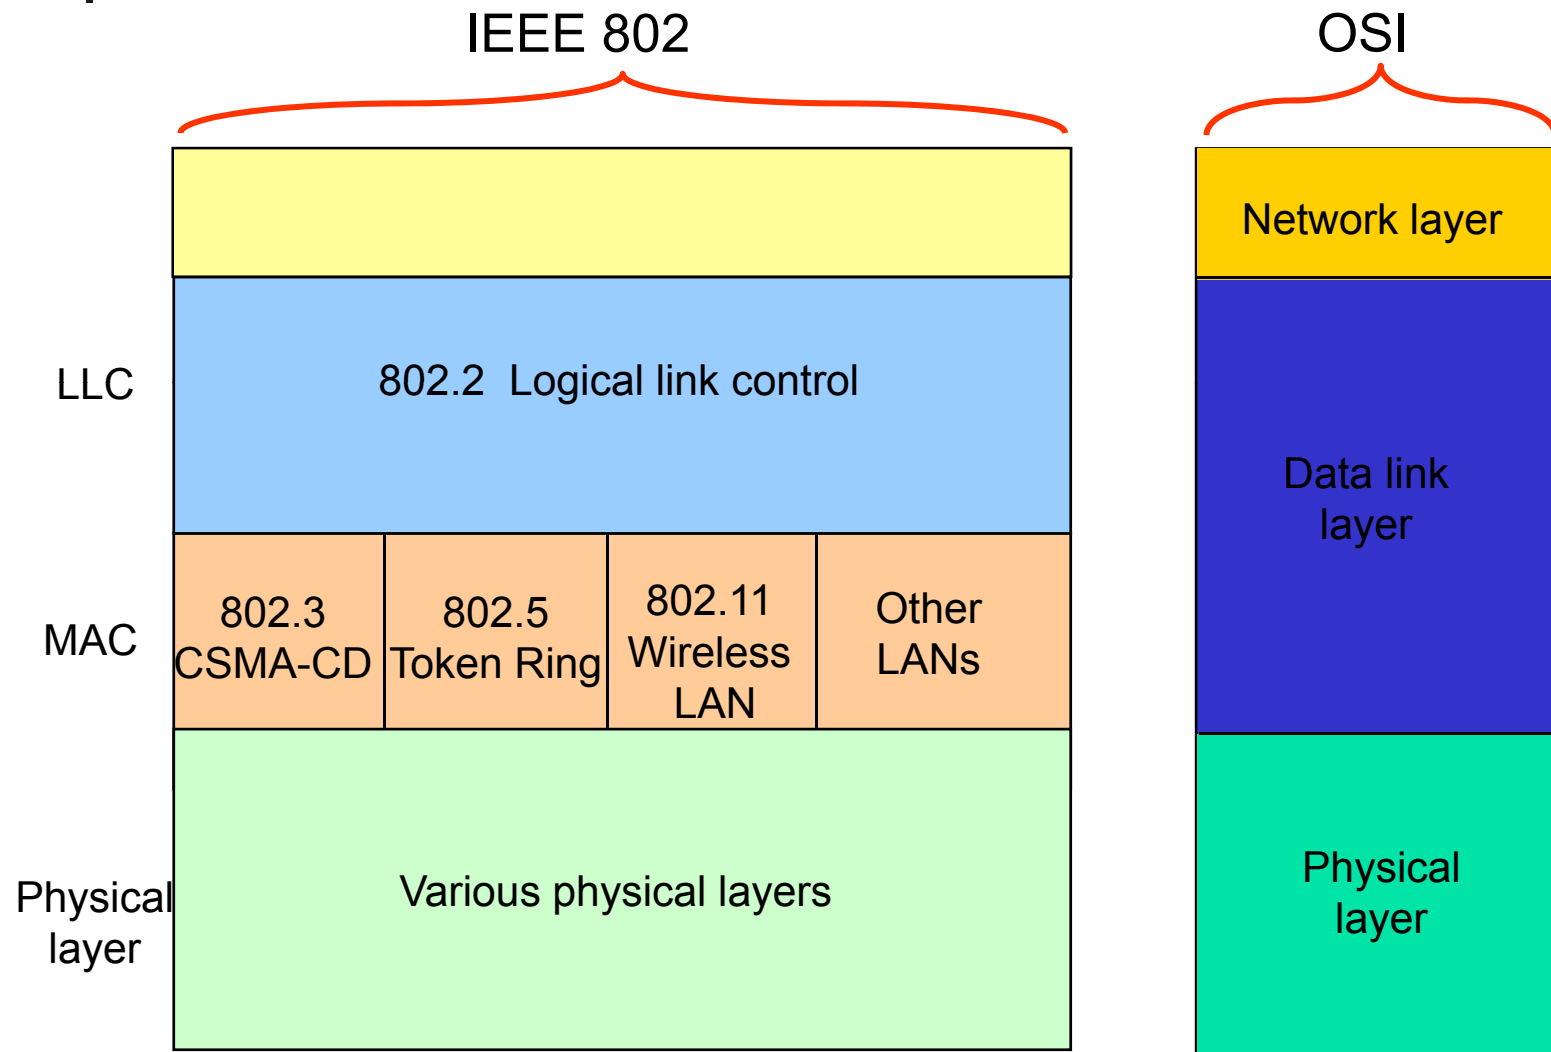 IEEE 802
OSI
Network layer
LLC
802.2 Logical link control
Data link
layer
MAC
802.3
CSMA-CD
802.5
Token Ring
802.11
Wireless
LAN
Other
LANs
Physical
layer
Various physical layers
Physical
layer